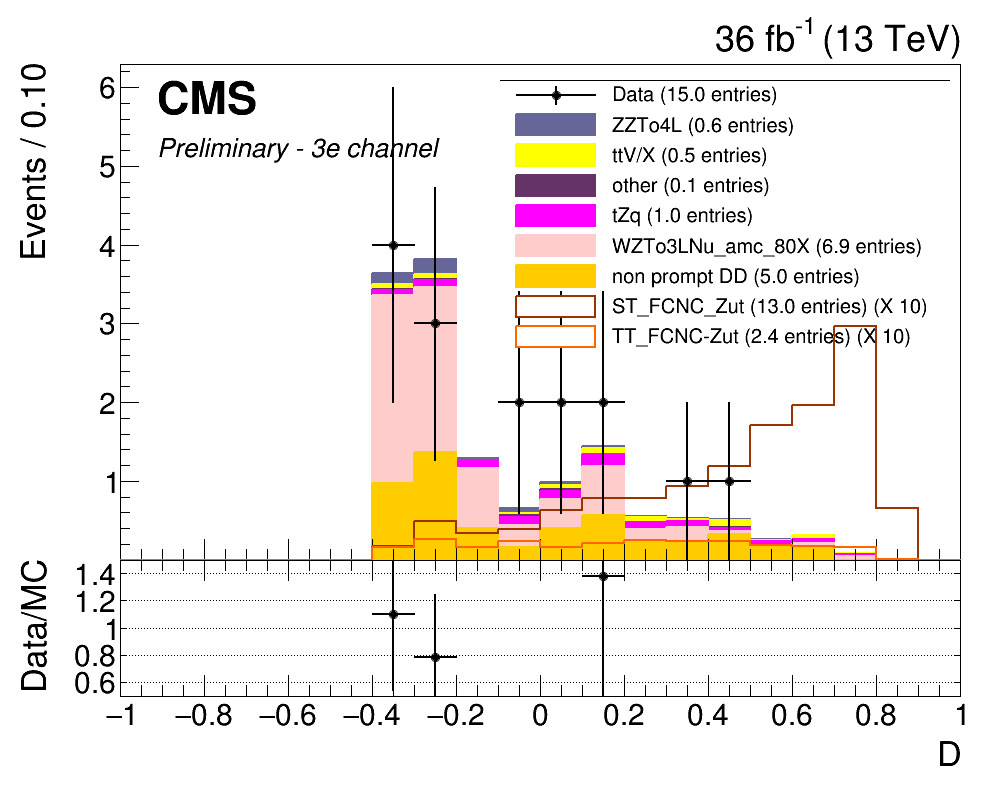 36 fb-1 (13 TeV)
Events / 0.10
CMS
Preliminary - 3e channel
Data (15.0 entries)
ZZTo4L (0.6 entries)
ttV/X (0.5 entries)
other (0.1 entries)
tZq (1.0 entries)
WZTo3LNu_amc_80X (6.9 entries)
non prompt DD (5.0 entries)
ST_FCNC_Zut (13.0 entries) (X 10)
TT_FCNC-Zut (2.4 entries) (X 10)
6
5
4
3
2
1
Data/MC
1.4
1.2
1
0.8
0.6
−1 −0.8 −0.6 −0.4 −0.2 0 0.2 0.4 0.6 0.8 1
D